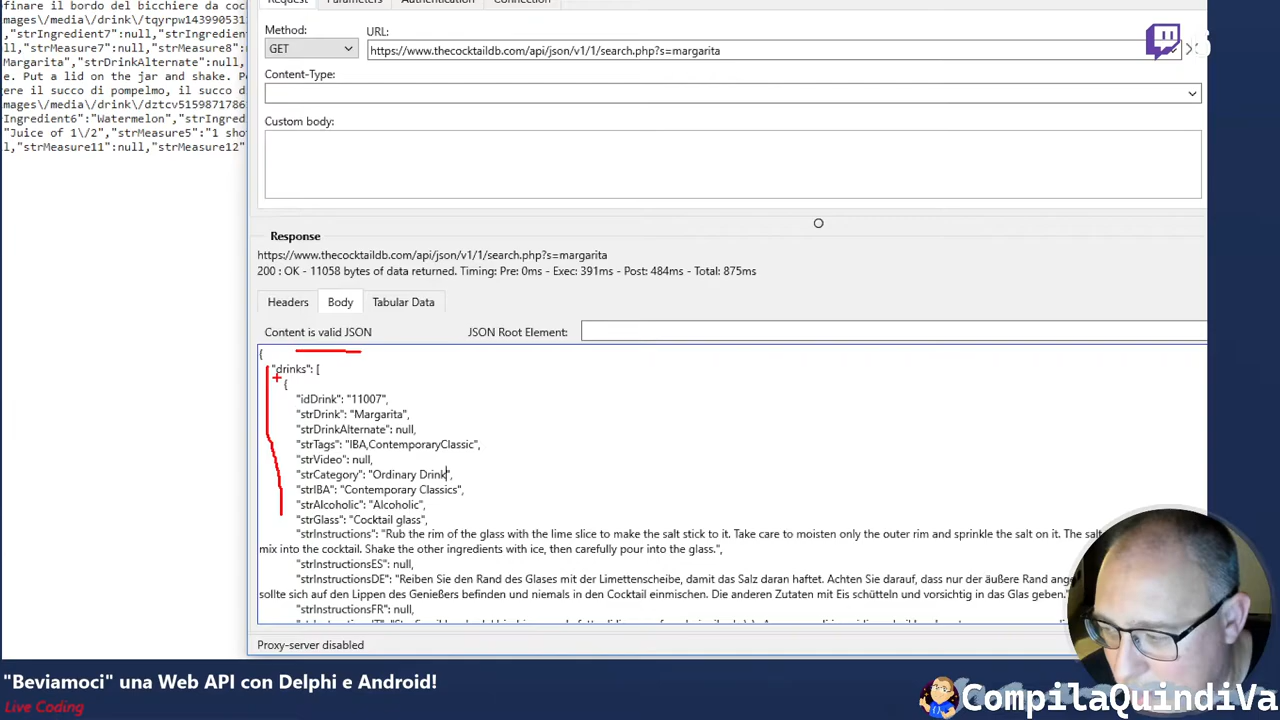 finare il bordo del bicchiere da coc
mages\/media\/drink\/tqyrpw143990531
,"strIngredient7":null,"strIngredien
ll,"strMeasure7":null,"strMeasure8"
Margarita","strDrinkAlternate":null,
e. Put a lid on the jar and shake. P
gere il succo di pompelmo, il succo d
mages\/media\/drink\/dztcv5159871786
Ingredient6":"Watermelon","strIngred
"Juice of 1\/2","strMeasure5":"1 sho
l,"strMeasure11":null,"strMeasure12"
Request Parameters Authentication Connection
Method: URL:
GET https://www.thecocktaildb.com/api/json/v1/1/search.php?s=margarita
Content-Type:
Custom body:
Response
https://www.thecocktaildb.com/api/json/v1/1/search.php?s=margarita
200 : OK - 11058 bytes of data returned. Timing: Pre: 0ms - Exec: 391ms - Post: 484ms - Total: 875ms
Headers Body Tabular Data
Content is valid JSON JSON Root Element:
{
"drinks": [
{
"idDrink": "11007",
"strDrink": "Margarita",
"strDrinkAlternate": null,
"strTags": "IBA,ContemporaryClassic",
"strVideo": null,
"strCategory": "Ordinary Drink",
"strIBA": "Contemporary Classics",
"strAlcoholic": "Alcoholic",
"strGlass": "Cocktail glass",
"strInstructions": "Rub the rim of the glass with the lime slice to make the salt stick to it. Take care to moisten only the outer rim and sprinkle the salt on it. The salt
mix into the cocktail. Shake the other ingredients with ice, then carefully pour into the glass.",
"strInstructionsES": null,
"strInstructionsDE": "Reiben Sie den Rand des Glases mit der Limettenscheibe, damit das Salz daran haftet. Achten Sie darauf, dass nur der äußere Rand ange
sollte sich auf den Lippen des Genießers befinden und niemals in den Cocktail einmischen. Die anderen Zutaten mit Eis schütteln und vorsichtig in das Glas geben."
"strInstructionsFR": null,
Proxy-server disabled
"Beviamoci" una Web API con Delphi e Android!
Live Coding
CompilaQuindiVa